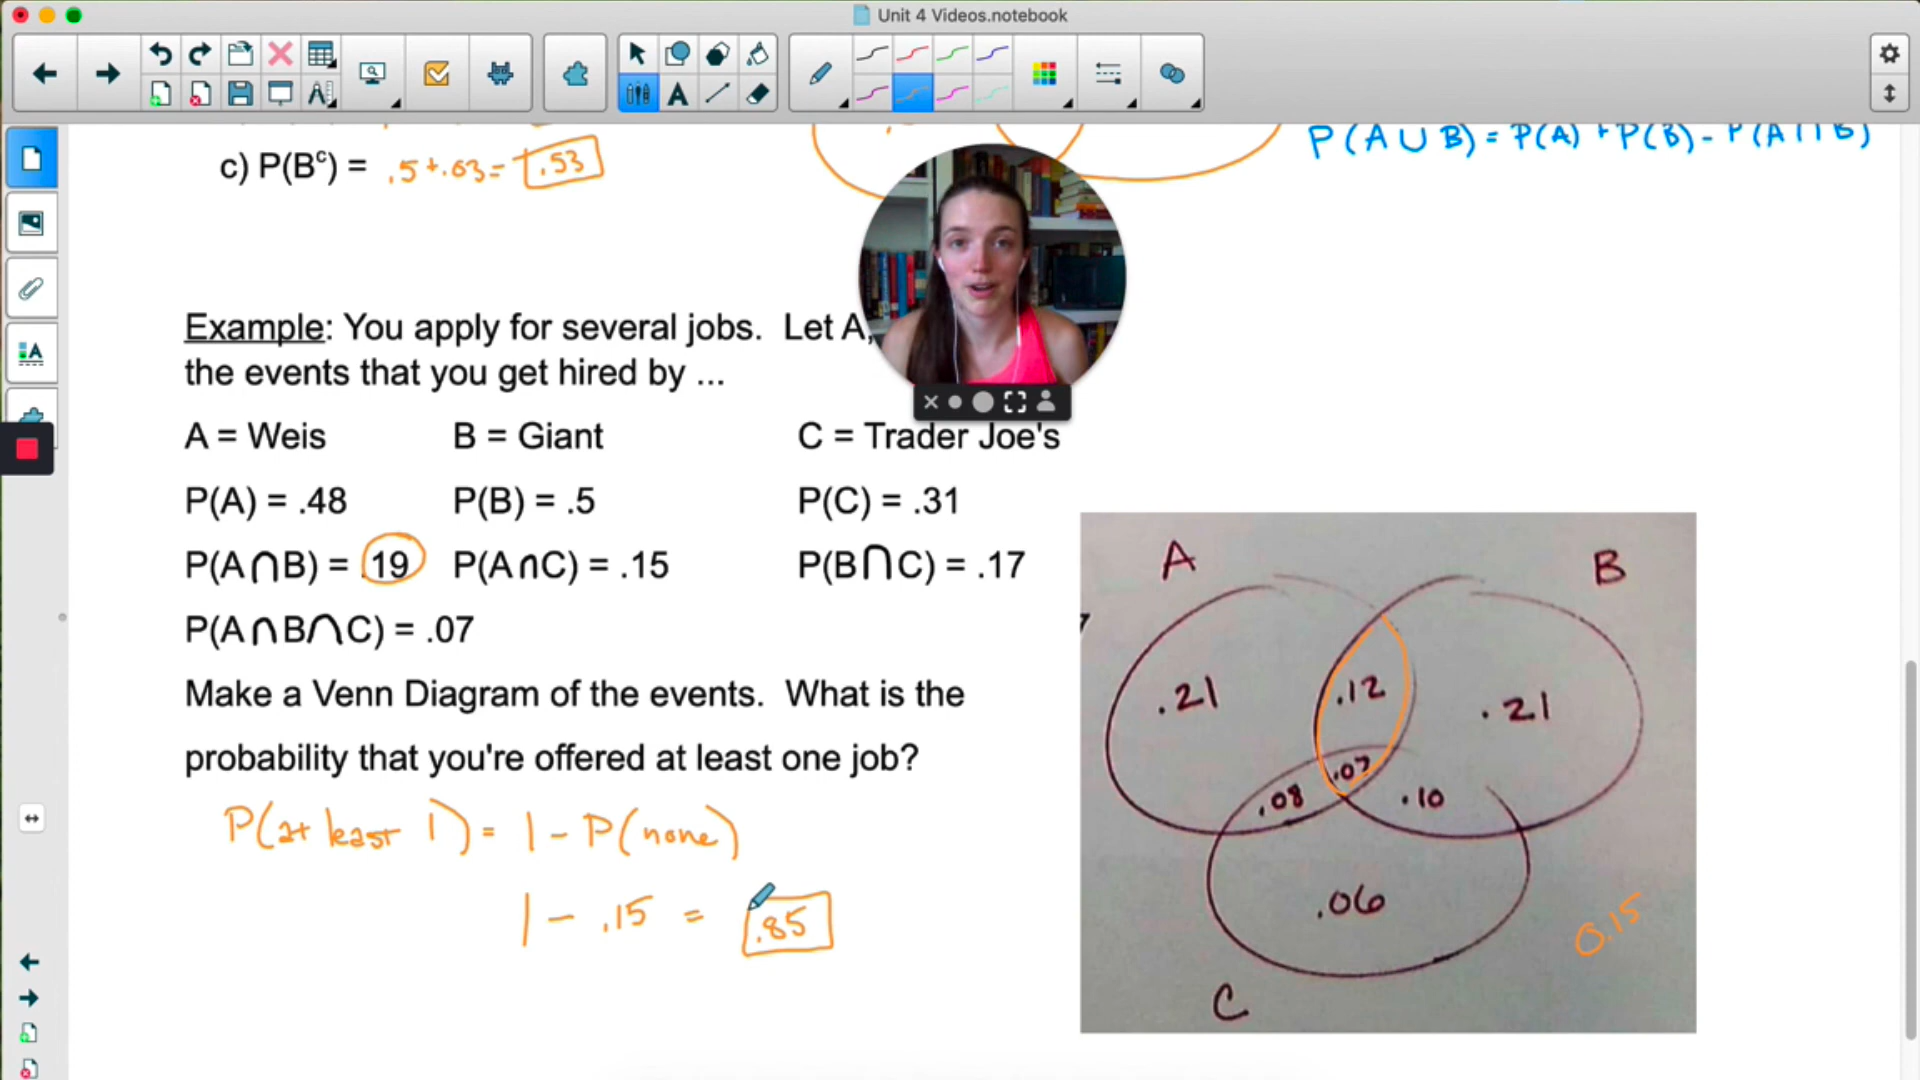 Unit 4 Videos.notebook
P(A ∪ B) = P(A) + P(B) - P(A ∩ B)
c) P(Bᶜ) = .5+.03= .53
Example: You apply for several jobs. Let A,
the events that you get hired by ...
A = Weis B = Giant C = Trader Joe's
P(A) = .48 P(B) = .5 P(C) = .31
P(A∩B) = .19 P(A∩C) = .15 P(B∩C) = .17
P(A∩B∩C) = .07
Make a Venn Diagram of the events. What is the
probability that you're offered at least one job?
P(at least 1) = 1 - P(none)
1 - .15 = .85
A B
.21 .12 .21
.07
.08 .10
.06
0.15
C